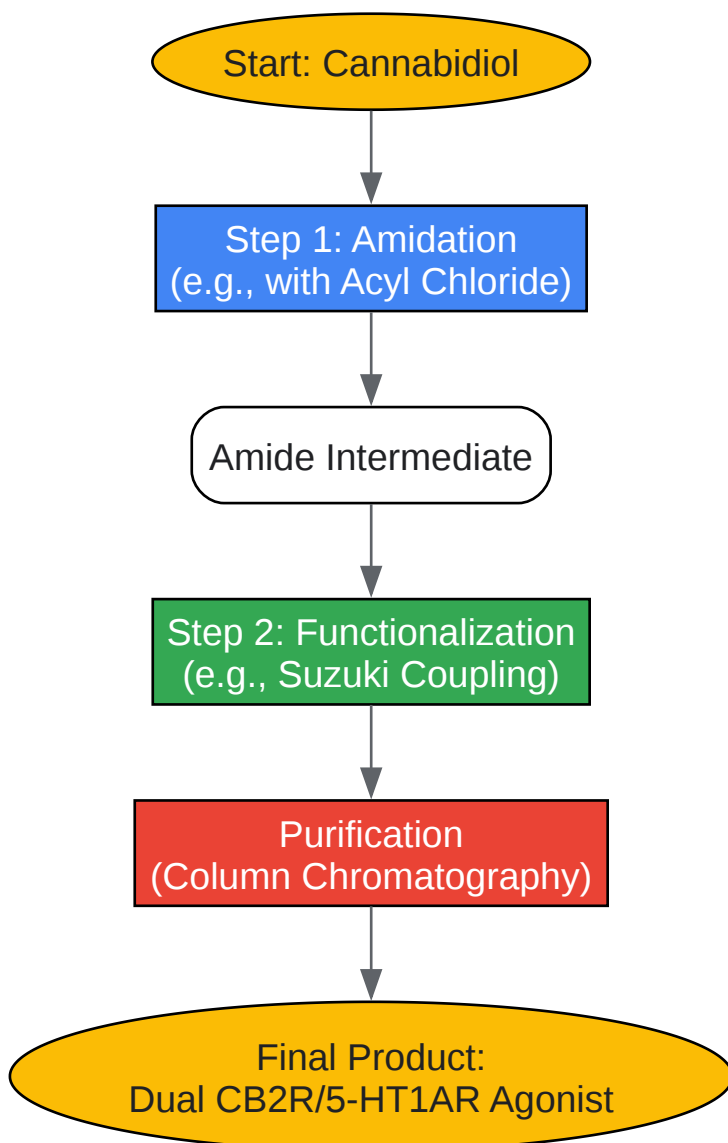 Start: Cannabidiol
Step 1: Amidation
(e.g., with Acyl Chloride)
Amide Intermediate
Step 2: Functionalization
(e.g., Suzuki Coupling)
Purification
(Column Chromatography)
Final Product:
Dual CB2R/5-HT1AR Agonist